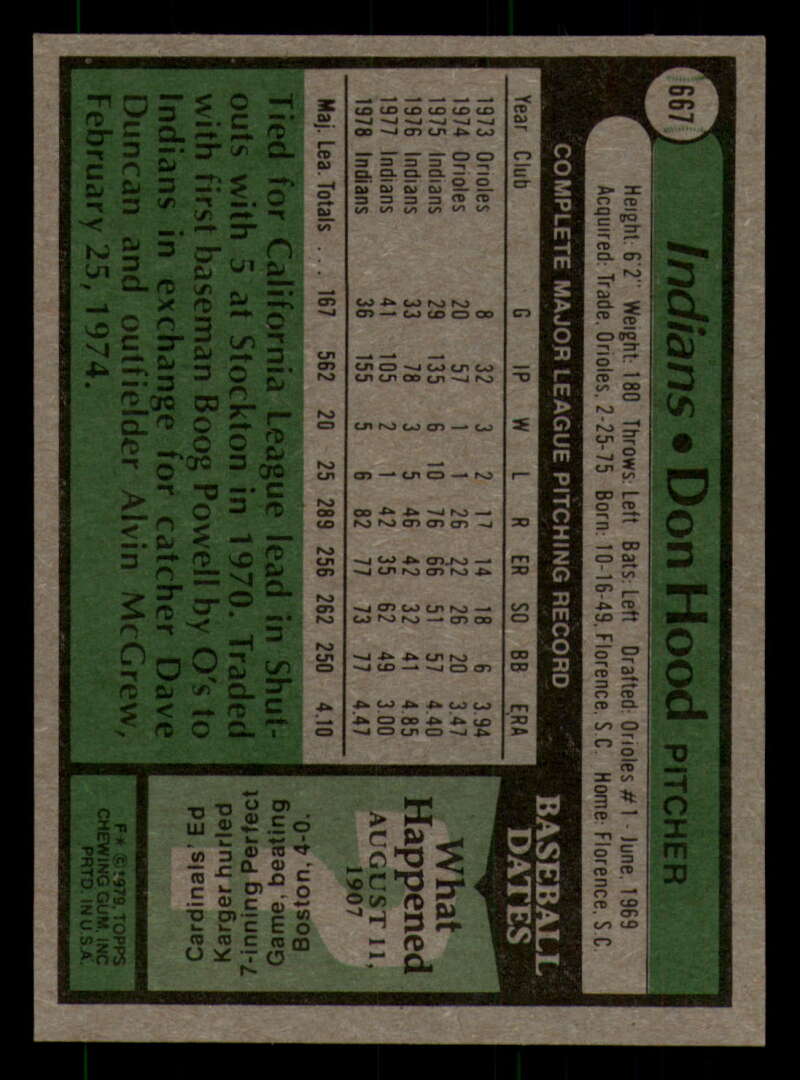 667
Indians • Don Hood PITCHER
Height: 6'2" Weight: 180 Throws: Left Bats: Left Drafted: Orioles #1 - June, 1969
Acquired: Trade, Orioles, 2-25-75 Born: 10-16-49, Florence, S.C. Home: Florence, S.C.
COMPLETE MAJOR LEAGUE PITCHING RECORD
Year Club G IP W L R ER SO BB ERA
1973 Orioles 8 32 3 2 17 14 18 6 3.94
1974 Orioles 20 57 1 1 26 22 26 20 3.47
1975 Indians 29 135 6 10 76 66 51 57 4.40
1976 Indians 33 78 3 5 46 42 32 41 4.85
1977 Indians 41 105 2 1 42 35 62 49 3.00
1978 Indians 36 155 5 6 82 77 73 77 4.47
Maj. Lea. Totals . . . 167 562 20 25 289 256 262 250 4.10
Tied for California League lead in Shut-
outs with 5 at Stockton in 1970. Traded
with first baseman Boog Powell by O's to
Indians in exchange for catcher Dave
Duncan and outfielder Alvin McGrew,
February 25, 1974.
BASEBALL
DATES
What
Happened
AUGUST 11,
1907
Cardinals' Ed
Karger hurled
7-inning Perfect
Game, beating
Boston, 4-0.
F* © 1979, TOPPS
CHEWING GUM, INC
PRTD. IN U.S.A.